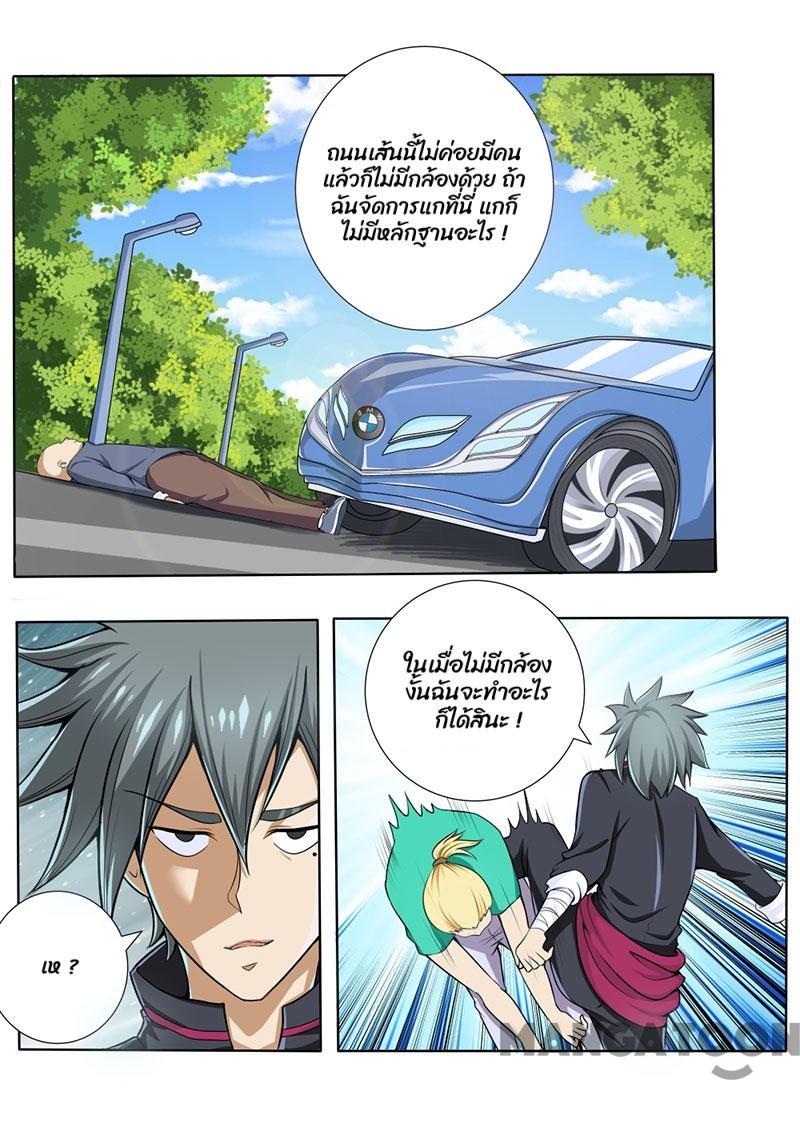 ถนนเส้นนี้ไม่ค่อยมีคน
แล้วก็ไม่มีกล้องด้วย ถ้า
ฉันจัดการแกที่นี่ แกก็
ไม่มีหลักฐานอะไร !
BMW
เห ?
ในเมื่อไม่มีกล้อง
งั้นฉันจะทำอะไร
ก็ได้สินะ !
MANGATOON